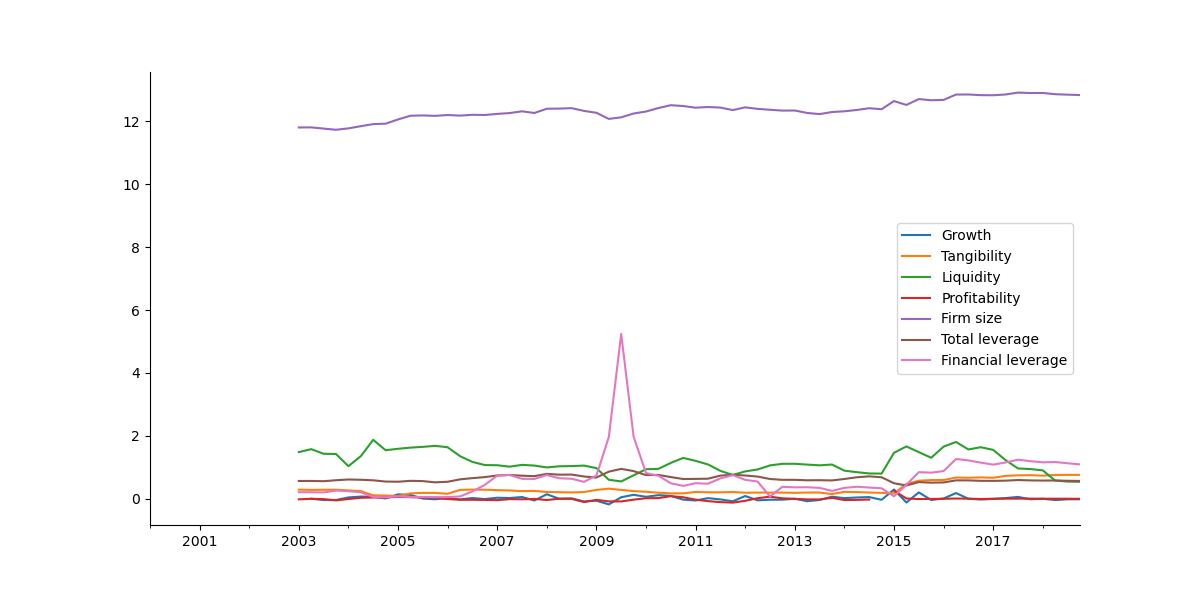 12
10
8
6
4
2
0
Growth
Tangibility
Liquidity
Profitability
Firm size
Total leverage
Financial leverage
2001 2003 2005 2007 2009 2011 2013 2015 2017